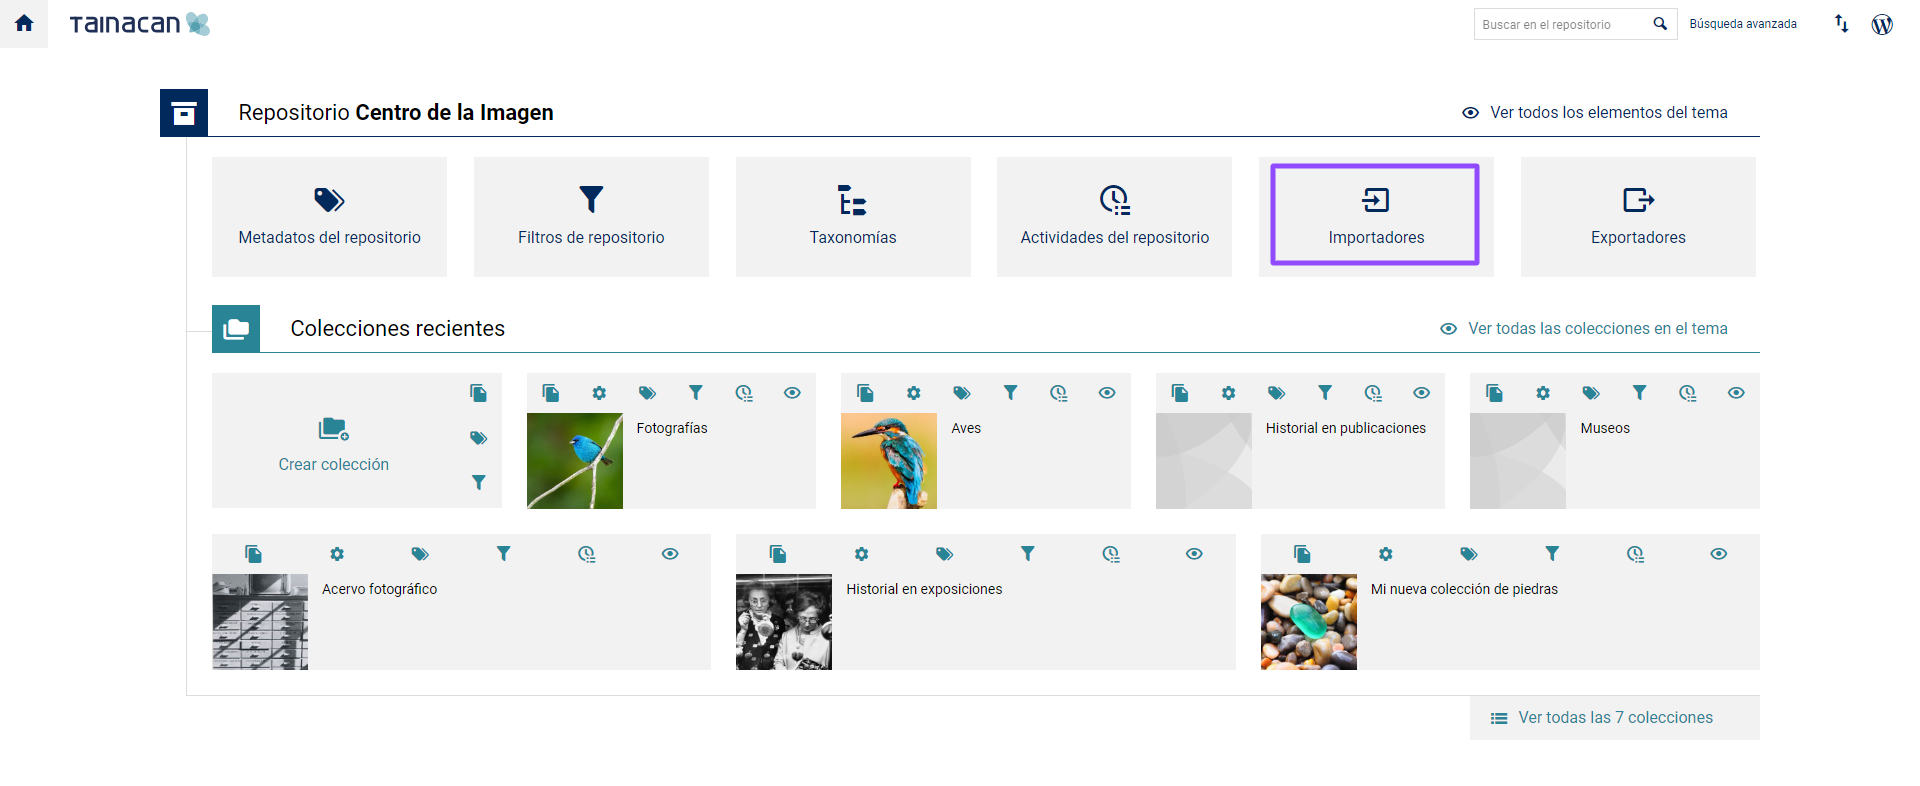 Tainacan
Buscar en el repositorio
Búsqueda avanzada
Repositorio Centro de la Imagen
Ver todos los elementos del tema
Metadatos del repositorio
Filtros de repositorio
Taxonomías
Actividades del repositorio
Importadores
Exportadores
Colecciones recientes
Ver todas las colecciones en el tema
Crear colección
Fotografías
Aves
Historial en publicaciones
Museos
Acervo fotográfico
Historial en exposiciones
Mi nueva colección de piedras
Ver todas las 7 colecciones